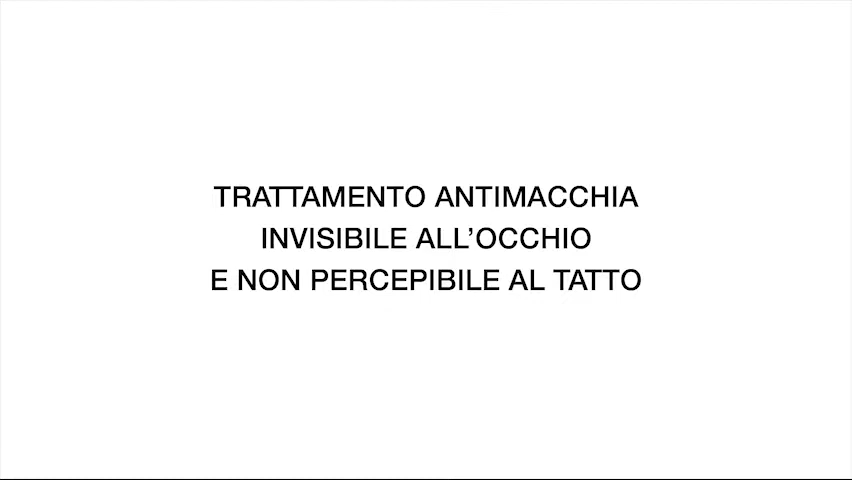 TRATTAMENTO ANTIMACCHIA
INVISIBILE ALL’OCCHIO
E NON PERCEPIBILE AL TATTO